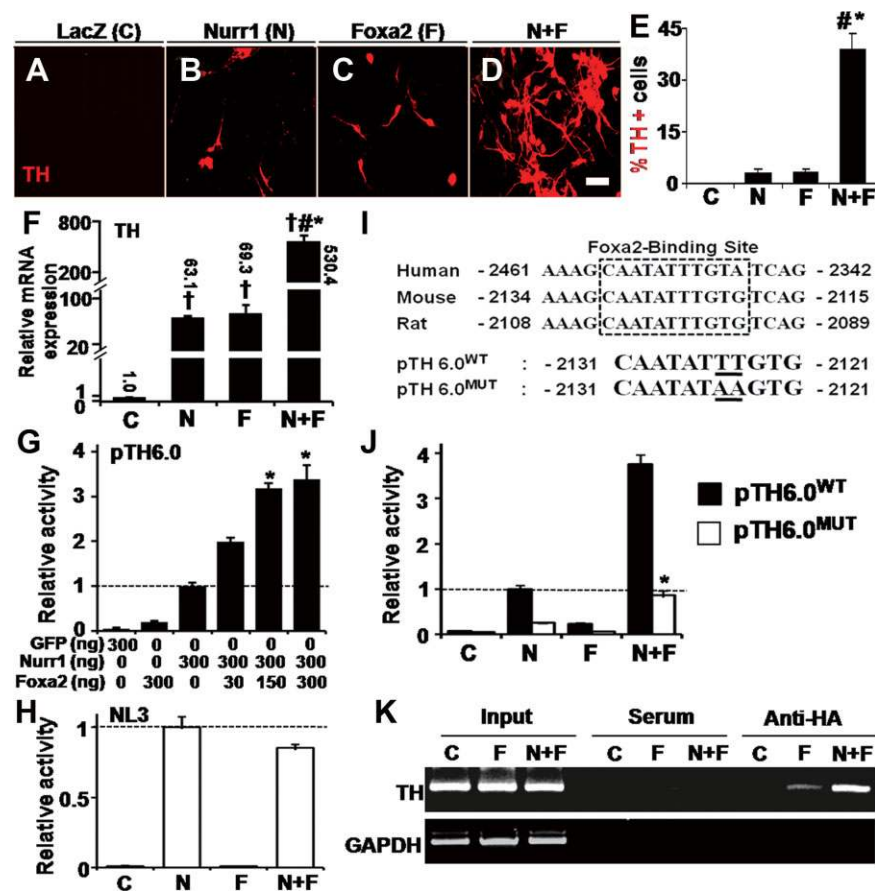 LacZ (C) Nurr1 (N) Foxa2 (F) N+F
A B C D
TH
E
% TH + cells
45
30
15
0
#*
C N F N+F
F
TH
Relative mRNA expression
800
200
100
20
1
0
1.0
63.1
†
69.3
†
†#*
530.4
C N F N+F
I
Foxa2-Binding Site
Human - 2461 AAAG CAATATTTGTA TCAG - 2342
Mouse - 2134 AAAG CAATATTTGTG TCAG - 2115
Rat - 2108 AAAG CAATATTTGTG TCAG - 2089
pTH 6.0WT : - 2131 CAATATTTGTG - 2121
pTH 6.0MUT : - 2131 CAATATAAGTG - 2121
G
pTH6.0
Relative activity
4
3
2
1
0
* *
GFP (ng) 300 0 0 0 0 0
Nurr1 (ng) 0 0 300 300 300 300
Foxa2 (ng) 0 300 0 30 150 300
J
Relative activity
4
2
1
0
*
C N F N+F
pTH6.0WT
pTH6.0MUT
H
NL3
Relative activity
1
0.5
0
C N F N+F
K
Input Serum Anti-HA
C F N+F C F N+F C F N+F
TH
GAPDH